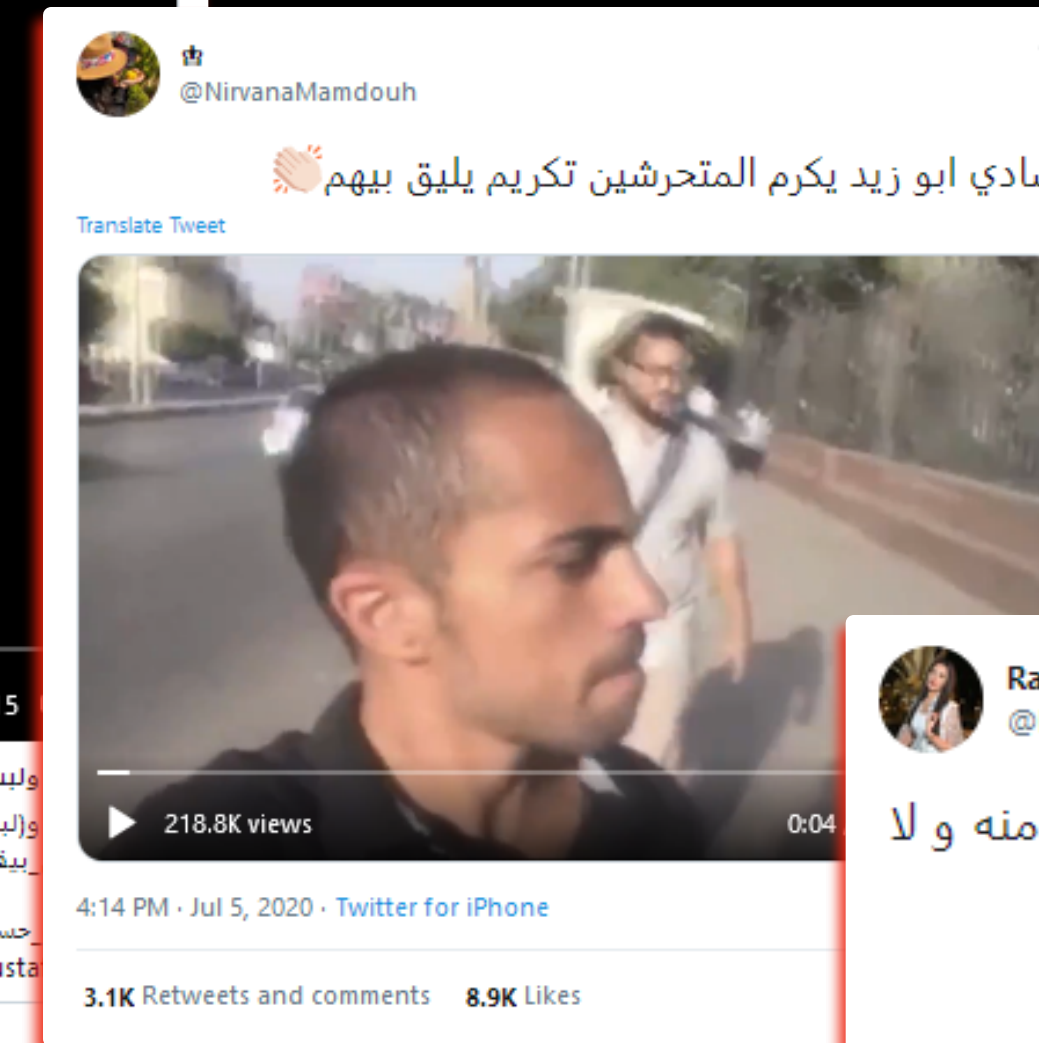 @NirvanaMamdouh
ابو زيد يكرم المتحرشين تكريم يليق بيهم👏🏻
Translate Tweet
218.8K views
0:04
4:14 PM · Jul 5, 2020 · Twitter for iPhone
3.1K Retweets and comments 8.9K Likes
5
Ra
@
منه و لا